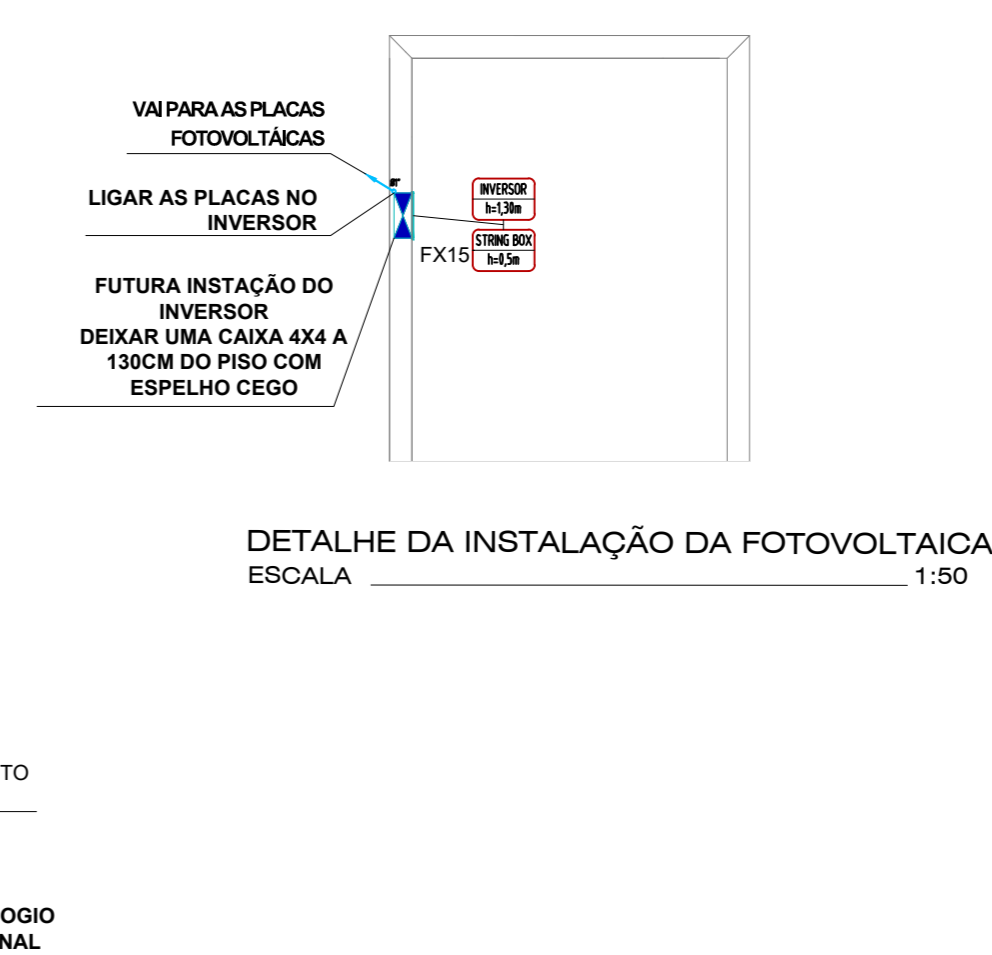 VAI PARA AS PLACAS
FOTOVOLTÁICAS
LIGAR AS PLACAS NO
INVERSOR
FUTURA INSTAÇÃO DO
INVERSOR
DEIXAR UMA CAIXA 4X4 A
130CM DO PISO COM
ESPELHO CEGO
ø1"
INVERSOR
h=1,30m
FX15
STRING BOX
h=0,5m
DETALHE DA INSTALAÇÃO DA FOTOVOLTAICA
ESCALA 1:50
TO
OGIO
NAL